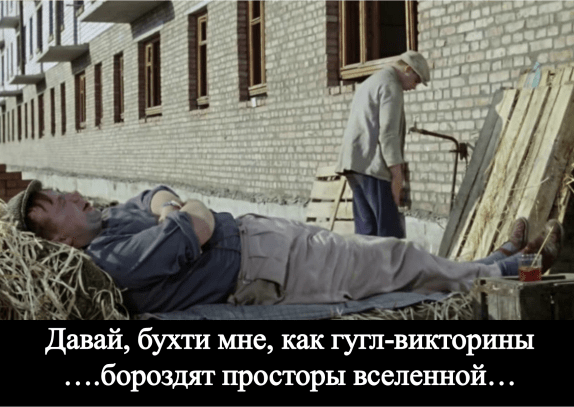 Давай, бухти мне, как гугл-викторины
….бороздят просторы вселенной…